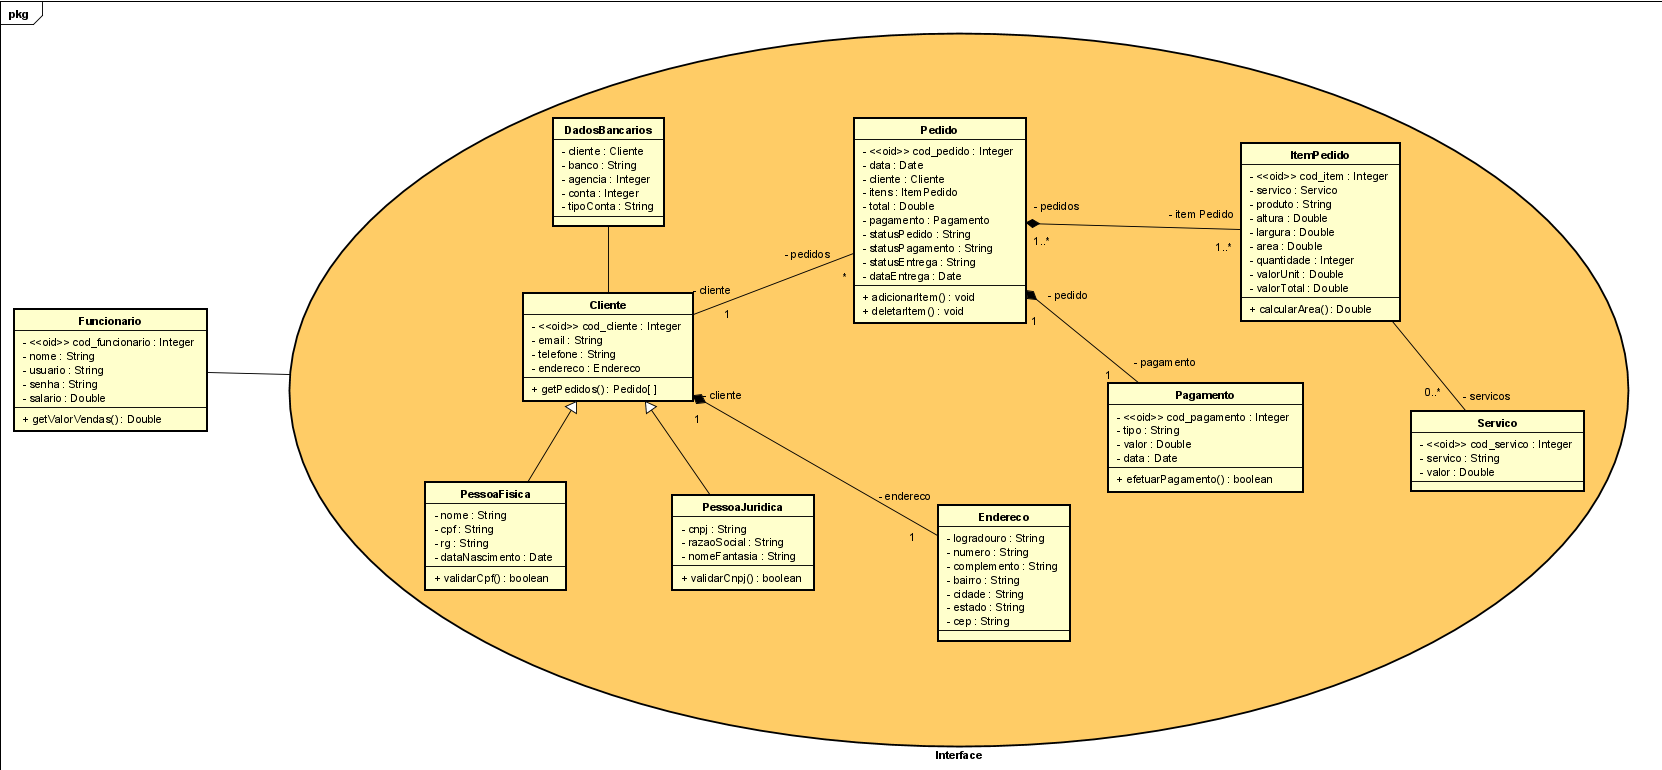 pkg
DadosBancarios
- cliente : Cliente
- banco : String
- agencia : Integer
- conta : Integer
- tipoConta : String
Pedido
- <<oid>> cod_pedido : Integer
- data : Date
- cliente : Cliente
- itens : ItemPedido
- total : Double
- pagamento : Pagamento
- statusPedido : String
- statusPagamento : String
- statusEntrega : String
- dataEntrega : Date
+ adicionarItem() : void
+ deletarItem() : void
ItemPedido
- <<oid>> cod_item : Integer
- servico : Servico
- produto : String
- altura : Double
- largura : Double
- area : Double
- quantidade : Integer
- valorUnit : Double
- valorTotal : Double
+ calcularArea() : Double
- pedidos
1..*
- item Pedido
1..*
- pedidos
*
- cliente
1
- pedido
1
- pagamento
1
Funcionario
- <<oid>> cod_funcionario : Integer
- nome : String
- usuario : String
- senha : String
- salario : Double
+ getValorVendas() : Double
Cliente
- <<oid>> cod_cliente : Integer
- email : String
- telefone : String
- endereco : Endereco
+ getPedidos() : Pedido[ ]
- cliente
1
Pagamento
- <<oid>> cod_pagamento : Integer
- tipo : String
- valor : Double
- data : Date
+ efetuarPagamento() : boolean
0..*
- servicos
Servico
- <<oid>> cod_servico : Integer
- servico : String
- valor : Double
PessoaFisica
- nome : String
- cpf : String
- rg : String
- dataNascimento : Date
+ validarCpf() : boolean
PessoaJuridica
- cnpj : String
- razaoSocial : String
- nomeFantasia : String
+ validarCnpj() : boolean
- endereco
1
Endereco
- logradouro : String
- numero : String
- complemento : String
- bairro : String
- cidade : String
- estado : String
- cep : String
Interface